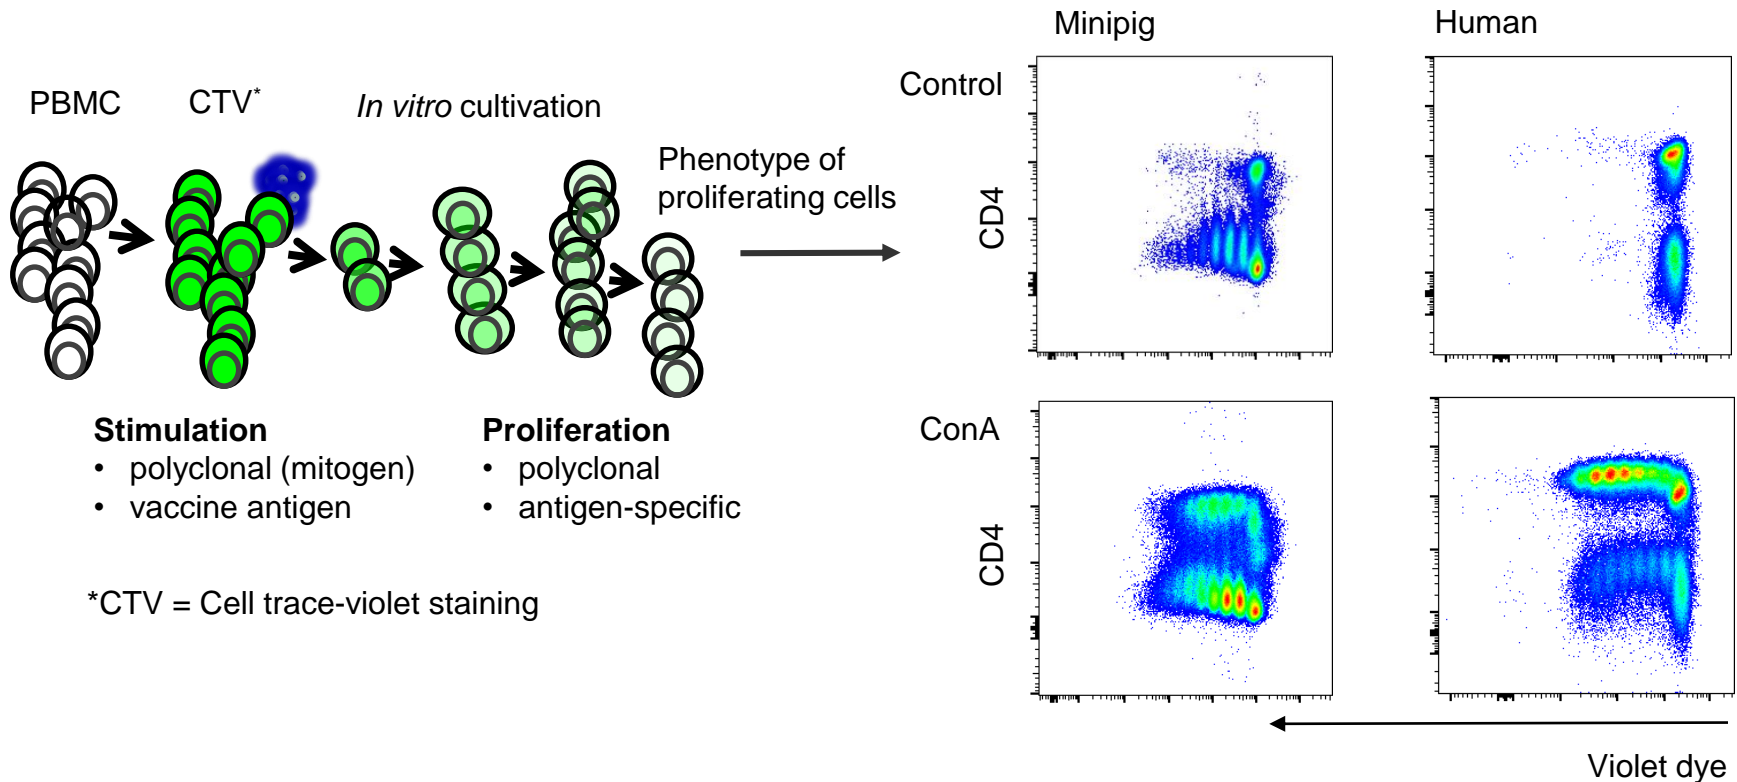 Minipig
Human
Control
PBMC
CTV*
In vitro cultivation
Phenotype of
proliferating cells
CD4
Stimulation
• polyclonal (mitogen)
• vaccine antigen
Proliferation
• polyclonal
• antigen-specific
*CTV = Cell trace-violet staining
ConA
CD4
Violet dye